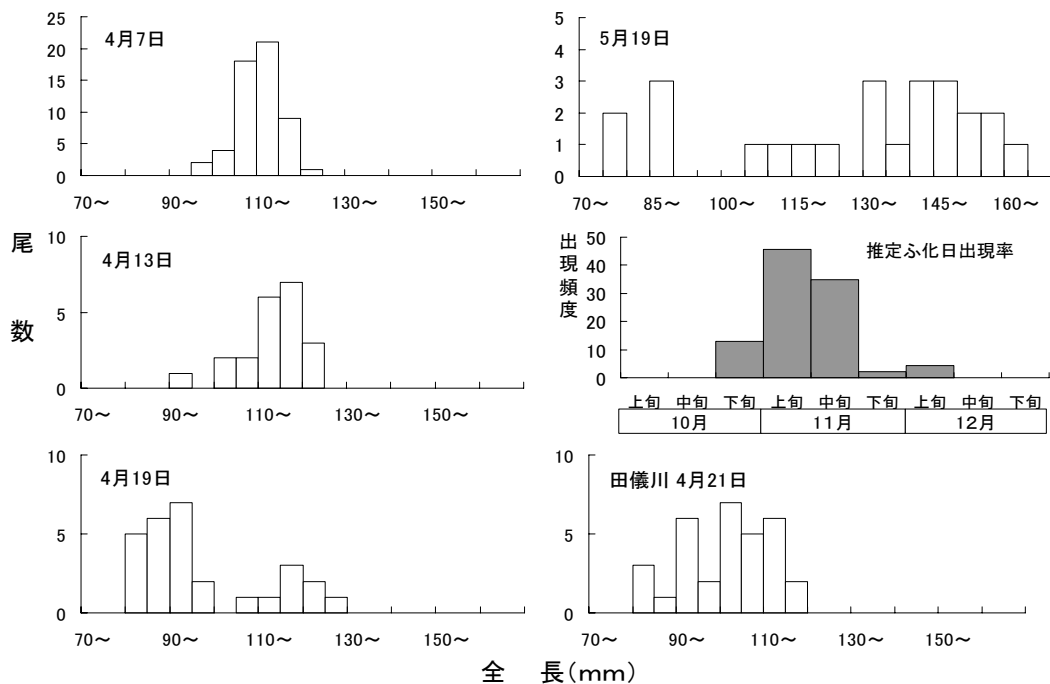 4月7日
25
20
15
10
5
0
70～ 90～ 110～ 130～ 150～
5月19日
5
4
3
2
1
0
70～ 85～ 100～ 115～ 130～ 145～ 160～
尾
数
4月13日
10
5
0
70～ 90～ 110～ 130～ 150～
出現頻度
推定ふ化日出現率
50
40
30
20
10
0
上旬 中旬 下旬 上旬 中旬 下旬 上旬 中旬 下旬
10月 11月 12月
4月19日
10
5
0
70～ 90～ 110～ 130～ 150～
田儀川 4月21日
10
5
0
70～ 90～ 110～ 130～ 150～
全 長(mm)